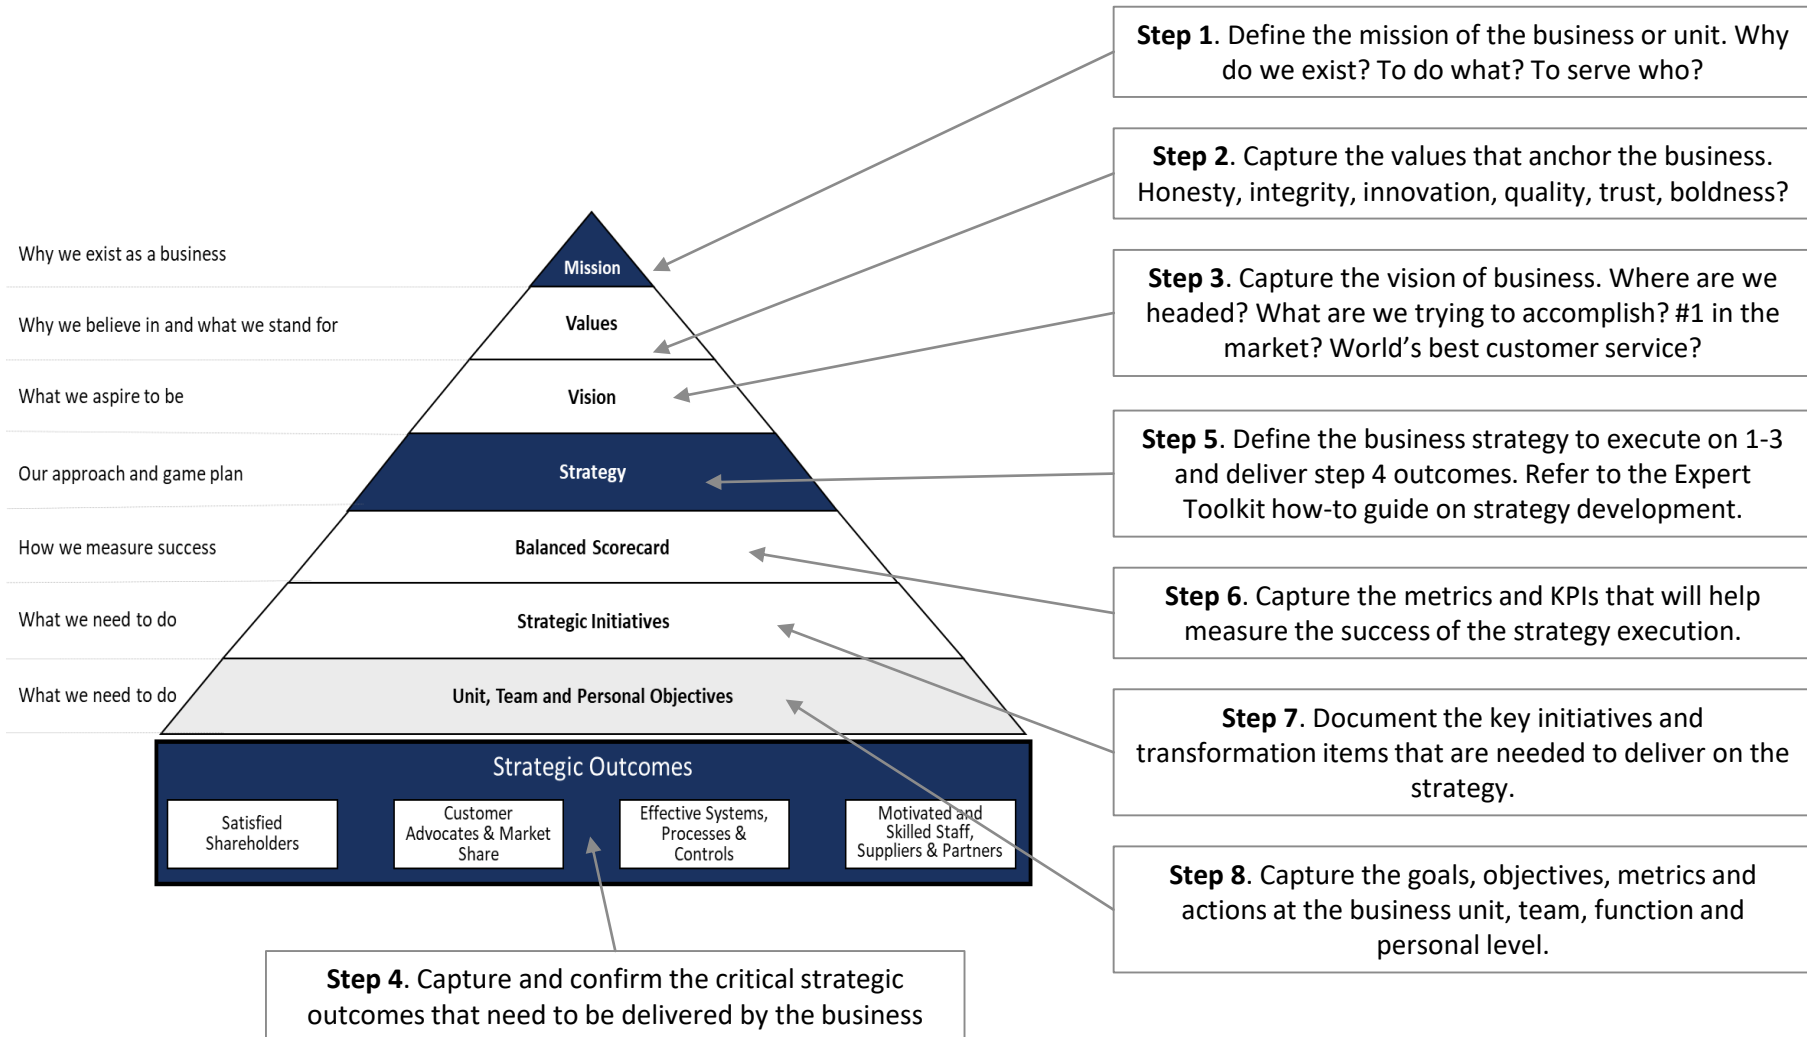 Step 1. Define the mission of the business or unit. Why
do we exist? To do what? To serve who?
Step 2. Capture the values that anchor the business.
Honesty, integrity, innovation, quality, trust, boldness?
Why we exist as a business
Mission
Step 3. Capture the vision of business. Where are we
headed? What are we trying to accomplish? #1 in the
market? World's best customer service?
Why we believe in and what we stand for
Values
What we aspire to be
Vision
Step 5. Define the business strategy to execute on 1-3
and deliver step 4 outcomes. Refer to the Expert
Toolkit how-to guide on strategy development.
Our approach and game plan
Strategy
How we measure success
Balanced Scorecard
Step 6. Capture the metrics and KPIs that will help
measure the success of the strategy execution.
What we need to do
Strategic Initiatives
What we need to do
Unit, Team and Personal Objectives
Step 7. Document the key initiatives and
transformation items that are needed to deliver on the
strategy.
Strategic Outcomes
Satisfied
Shareholders
Customer
Advocates & Market
Share
Effective Systems,
Processes &
Controls
Motivated and
Skilled Staff,
Suppliers & Partners
Step 8. Capture the goals, objectives, metrics and
actions at the business unit, team, function and
personal level.
Step 4. Capture and confirm the critical strategic
outcomes that need to be delivered by the business